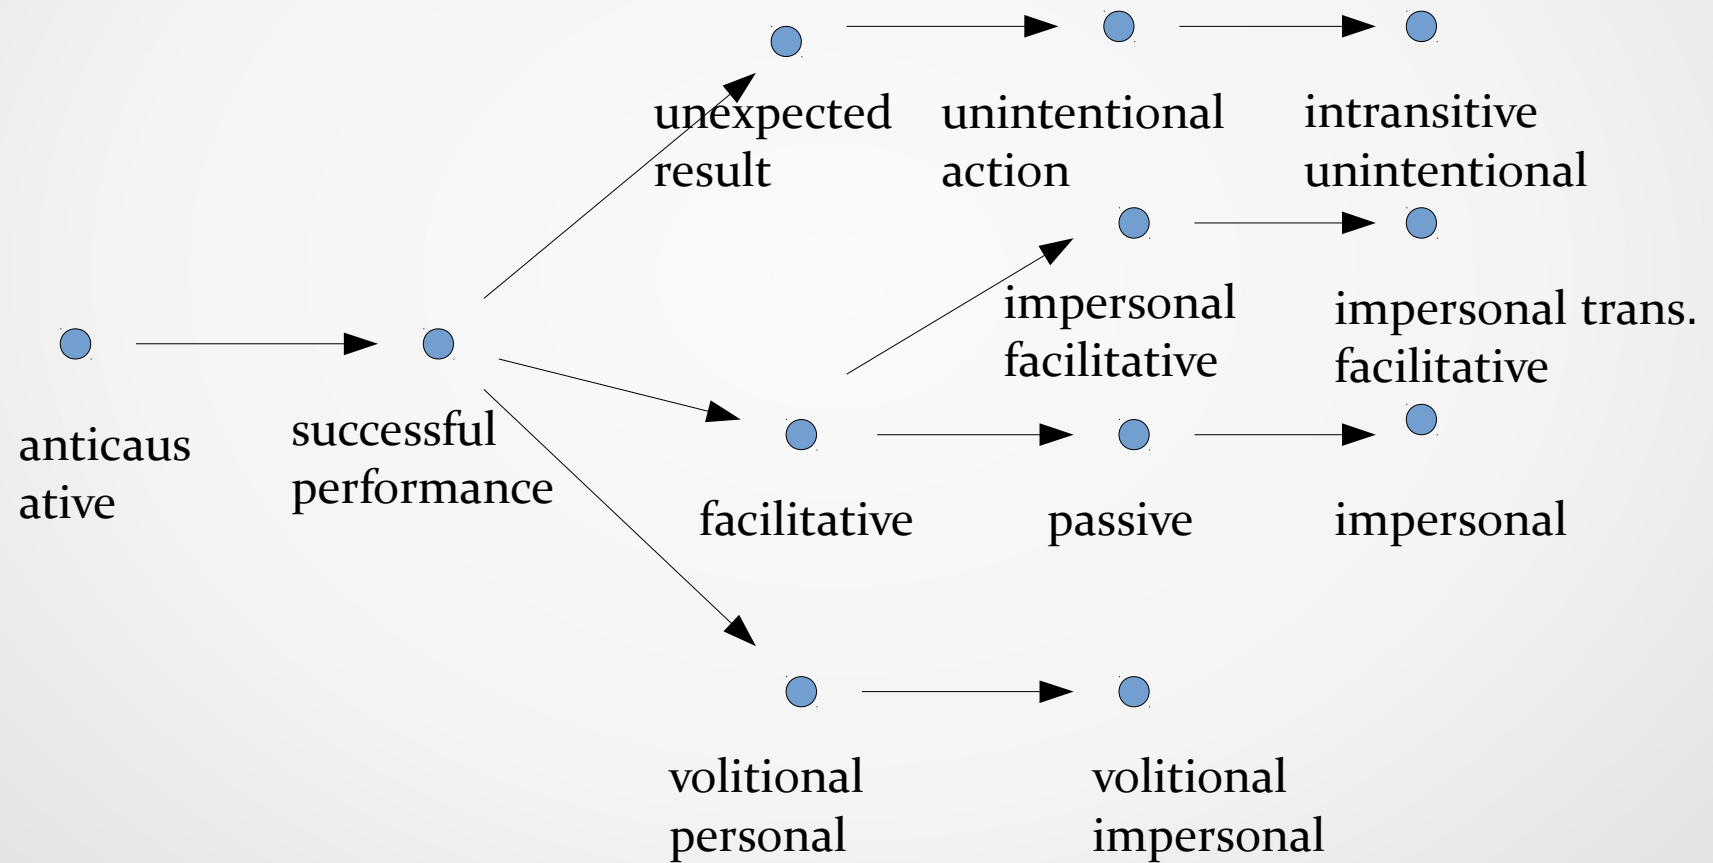 unexpected
result
unintentional
action
intransitive
unintentional
impersonal
facilitative
impersonal trans.
facilitative
anticaus
ative
successful
performance
facilitative
passive
impersonal
volitional
personal
volitional
impersonal